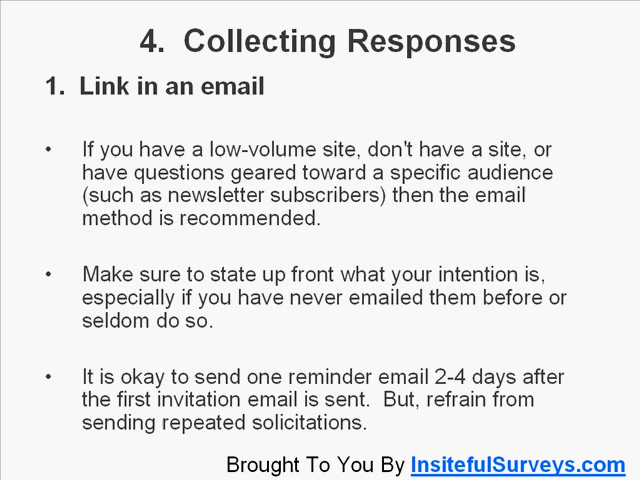 4.  Collecting Responses
1.  Link in an email
• If you have a low-volume site, don't have a site, or
have questions geared toward a specific audience
(such as newsletter subscribers) then the email
method is recommended.
• Make sure to state up front what your intention is,
especially if you have never emailed them before or
seldom do so.
• It is okay to send one reminder email 2-4 days after
the first invitation email is sent.  But, refrain from
sending repeated solicitations.
Brought To You By InsitefulSurveys.com